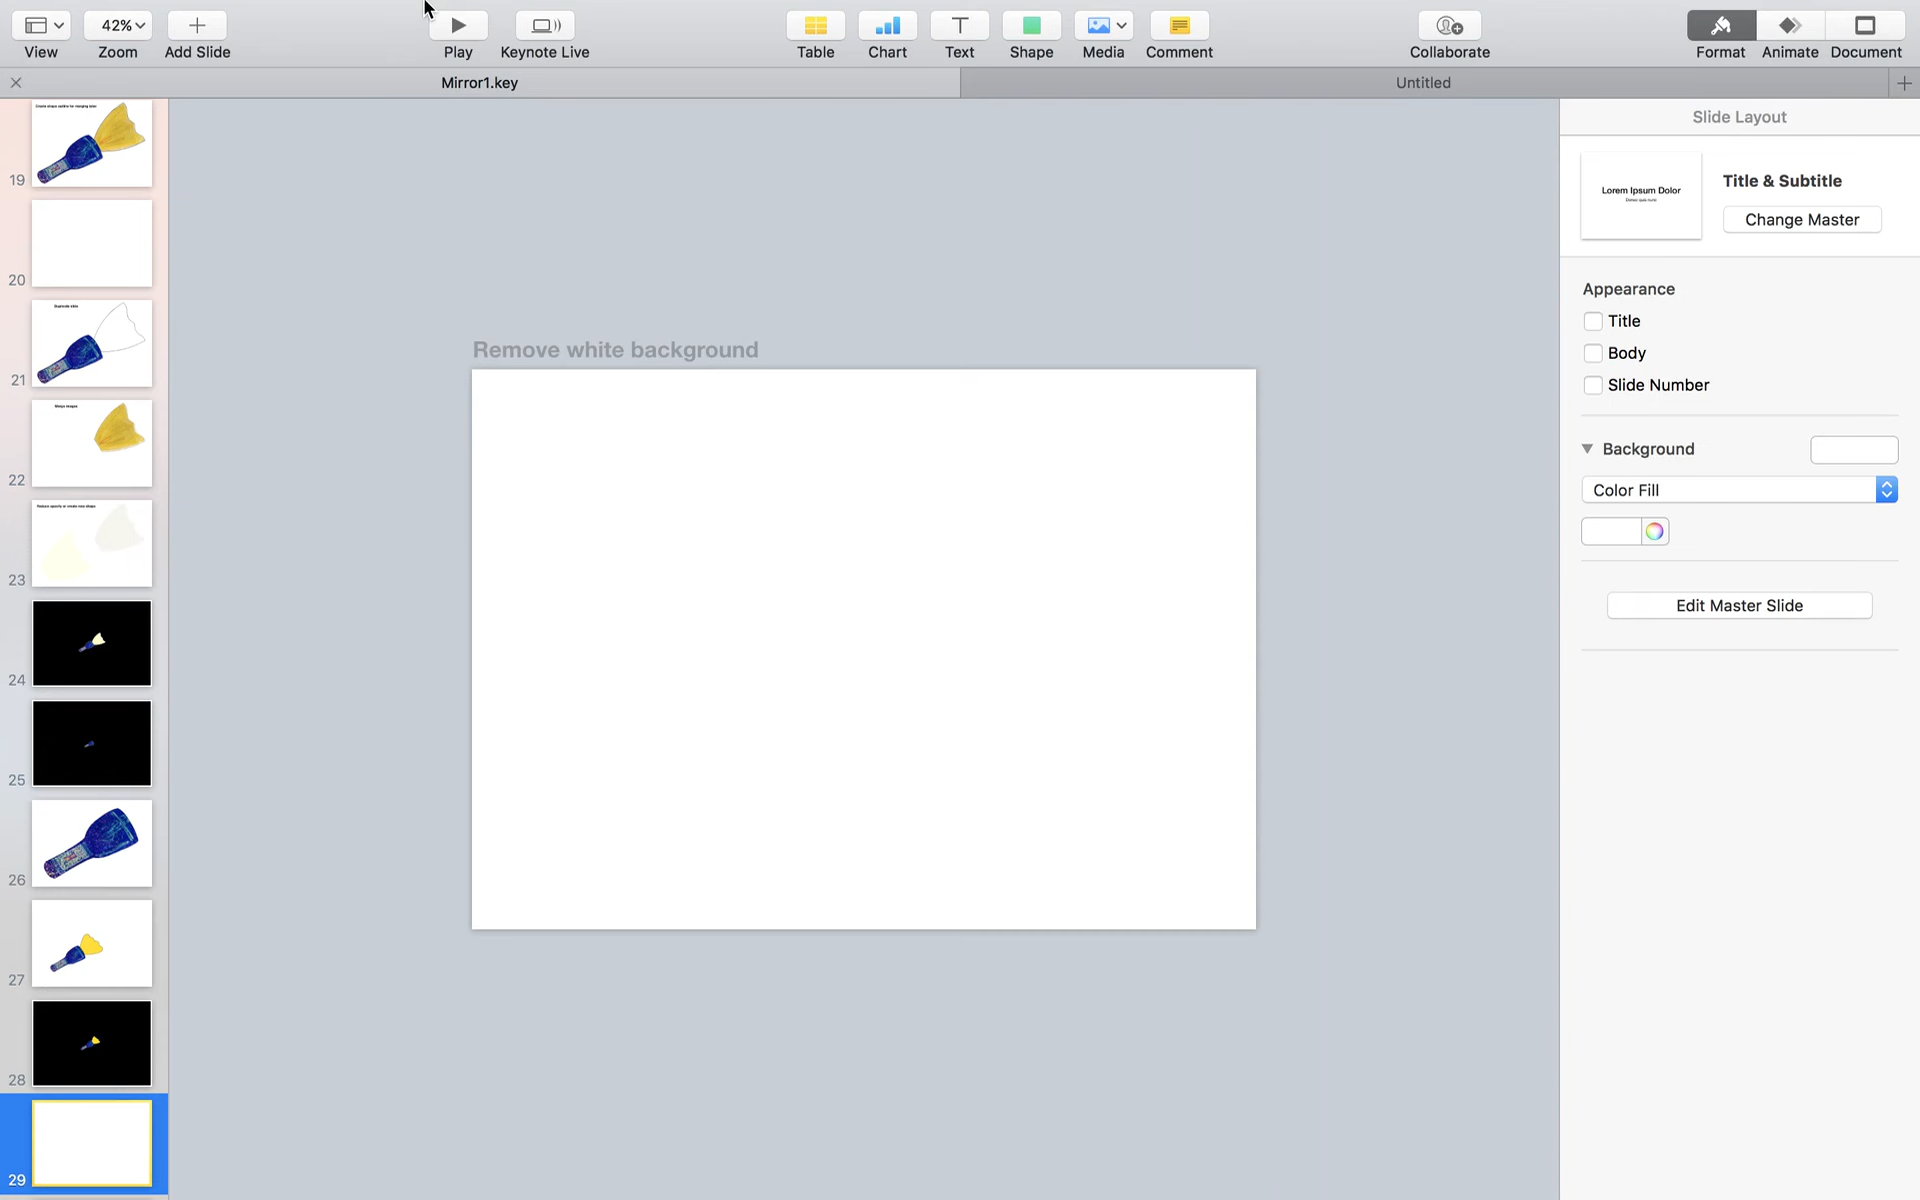 42%
View
Zoom
Add Slide
Play
Keynote Live
Table
Chart
Text
Shape
Media
Comment
Collaborate
Format
Animate
Document
Mirror1.key
Untitled
19
20
21
22
23
24
25
26
27
28
29
Remove white background
Slide Layout
Lorem Ipsum Dolor
Title & Subtitle
Change Master
Appearance
Title
Body
Slide Number
Background
Color Fill
Edit Master Slide